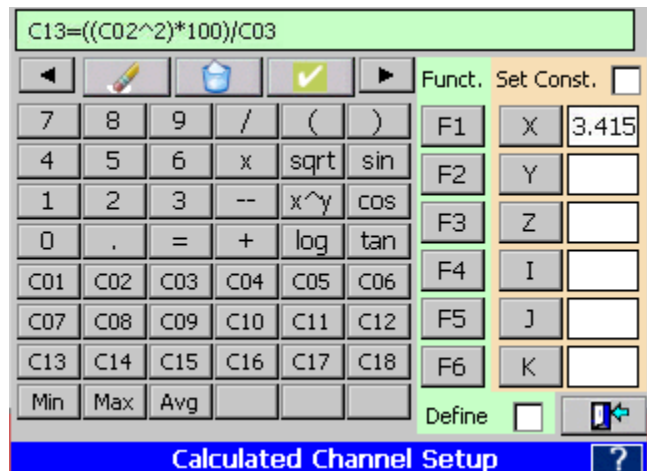 C13=((C02^2)*100)/C03
Funct. Set Const.
7 8 9 / ( ) F1 X 3.415
4 5 6 x sqrt sin F2 Y
1 2 3 -- x^y cos F3 Z
0 . = + log tan F4 I
C01 C02 C03 C04 C05 C06
C07 C08 C09 C10 C11 C12 F5 J
C13 C14 C15 C16 C17 C18 F6 K
Min Max Avg Define
Calculated Channel Setup ?